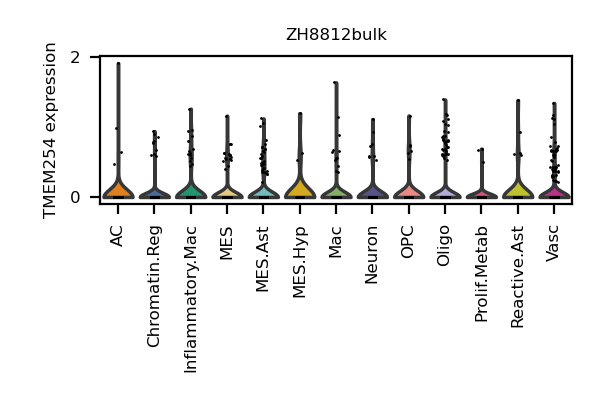 ZH8812bulk
TMEM254 expression
2
0
AC
Chromatin.Reg
Inflammatory.Mac
MES
MES.Ast
MES.Hyp
Mac
Neuron
OPC
Oligo
Prolif.Metab
Reactive.Ast
Vasc